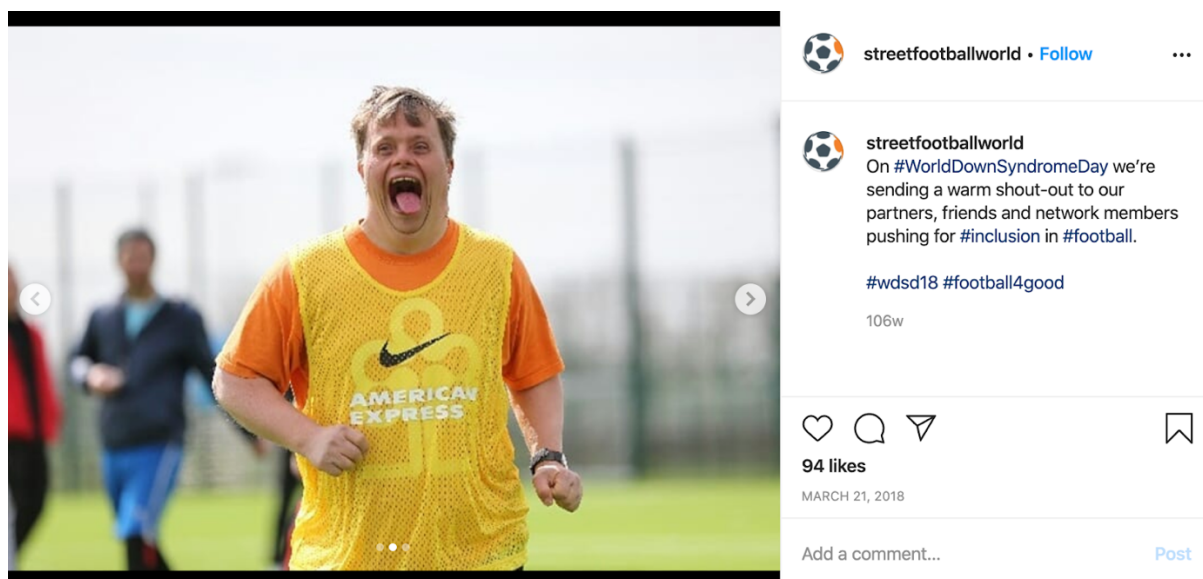 streetfootballworld • Follow
streetfootballworld
On #WorldDownSyndromeDay we're
sending a warm shout-out to our
partners, friends and network members
pushing for #inclusion in #football.
#wdsd18 #football4good
106w
AMERICAN
EXPRESS
94 likes
MARCH 21, 2018
Add a comment...
Post